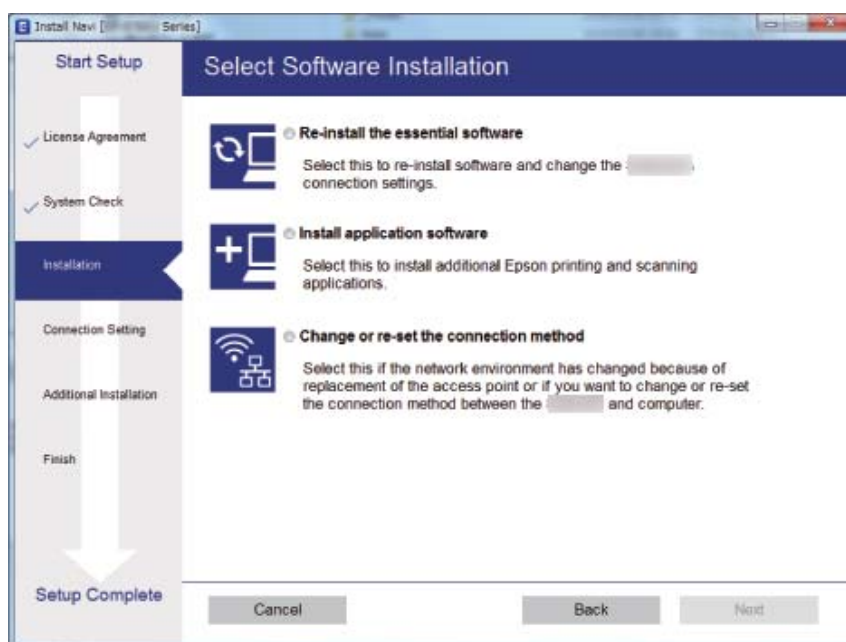 Install Navi [ Series]
Start Setup
License Agreement
System Check
Installation
Connection Setting
Additional Installation
Finish
Setup Complete
Select Software Installation
Re-install the essential software
Select this to re-install software and change the
connection settings.
Install application software
Select this to install additional Epson printing and scanning
applications.
Change or re-set the connection method
Select this if the network environment has changed because of
replacement of the access point or if you want to change or re-set
the connection method between the and computer.
Cancel
Back
Next